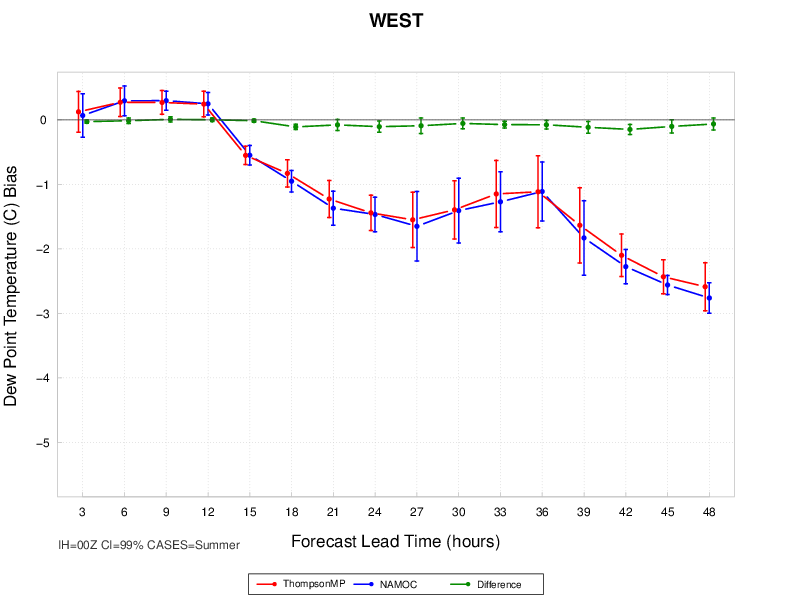 WEST
Dew Point Temperature (C) Bias
0
−1
−2
−3
−4
−5
3 6 9 12 15 18 21 24 27 30 33 36 39 42 45 48
IH=00Z CI=99% CASES=Summer
Forecast Lead Time (hours)
ThompsonMP NAMOC Difference